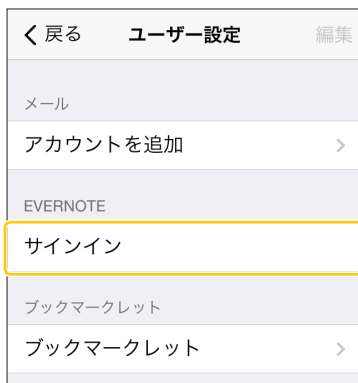 戻る ユーザー設定 編集
メール
アカウントを追加
EVERNOTE
サインイン
ブックマークレット
ブックマークレット